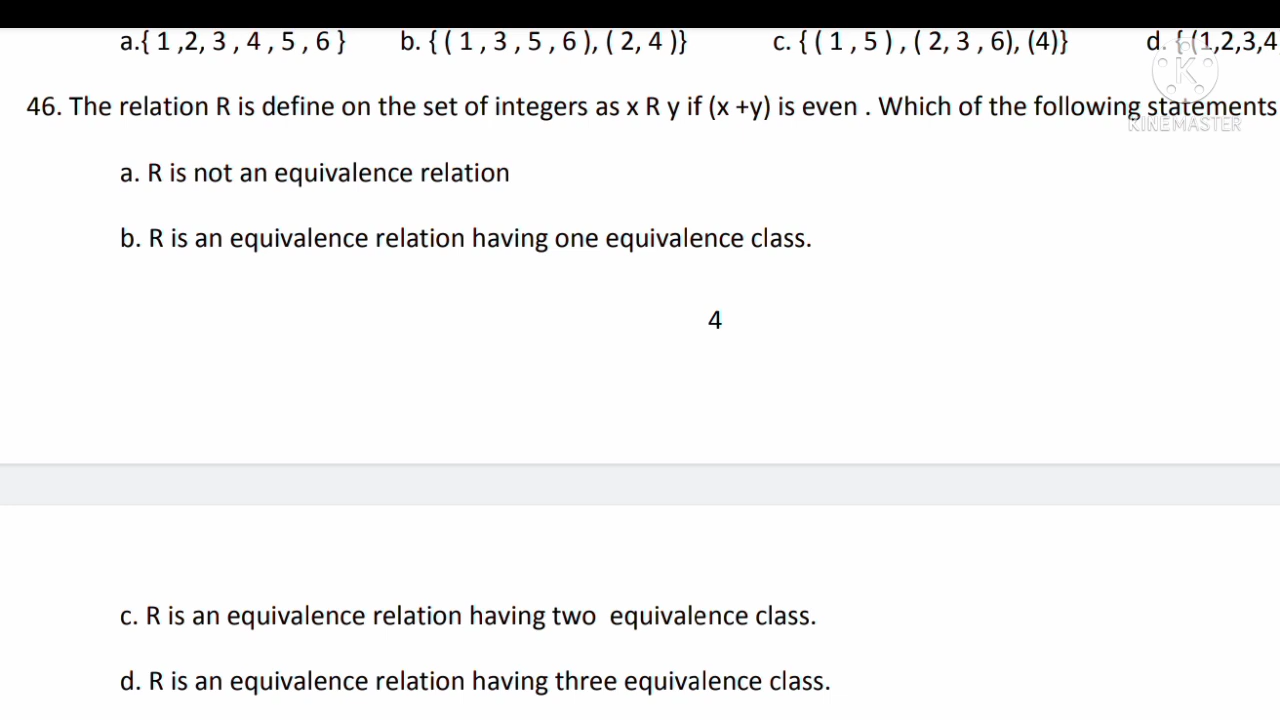 a.{ 1 ,2, 3 , 4 , 5 , 6 } b. { ( 1 , 3 , 5 , 6 ), ( 2, 4 )} c. { ( 1 , 5 ) , ( 2, 3 , 6), (4)} d. { (1,2,3,4
46. The relation R is define on the set of integers as x R y if (x +y) is even . Which of the following statements
KINEMASTER
a. R is not an equivalence relation
b. R is an equivalence relation having one equivalence class.
4
c. R is an equivalence relation having two equivalence class.
d. R is an equivalence relation having three equivalence class.